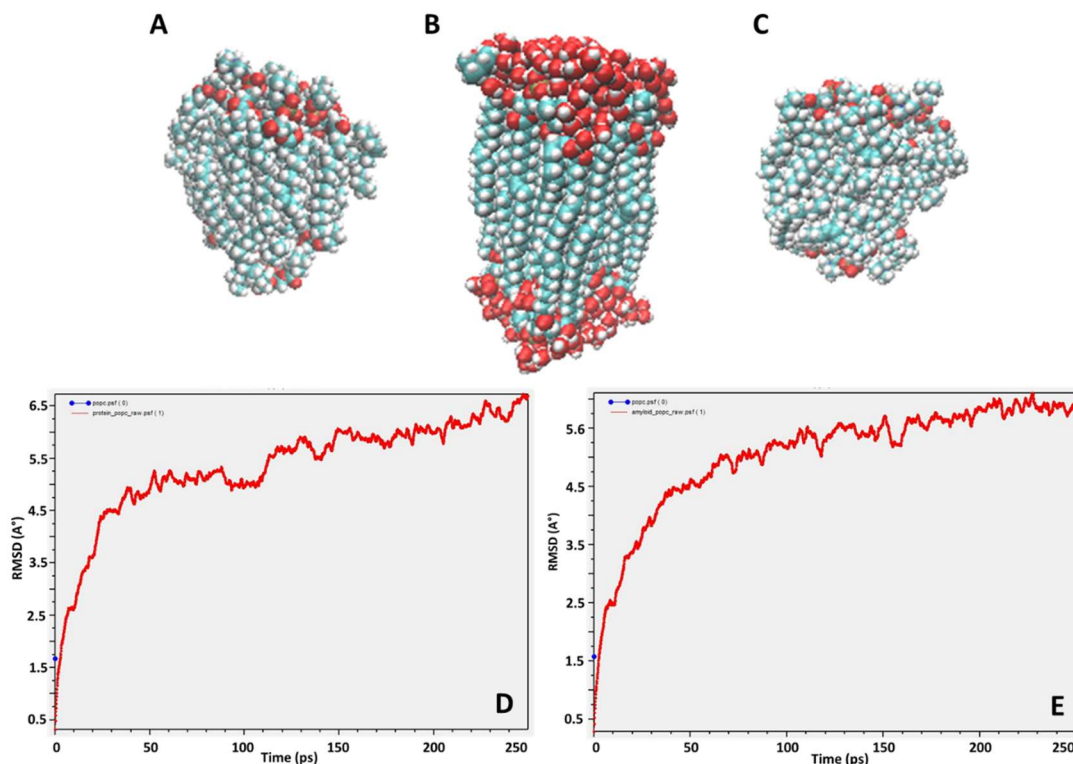 A B C
popc.psf ( 0)
protein_popc_raw.psf ( 1)
6.5
5.5
4.5
3.5
2.5
1.5
0.5
RMSD (A°)
0 50 100 150 200 250
Time (ps)
D
popc.psf ( 0)
amyloid_popc_raw.psf ( 1)
5.6
4.5
3.5
2.5
1.5
0.5
RMSD (A°)
0 50 100 150 200 250
Time (ps)
E